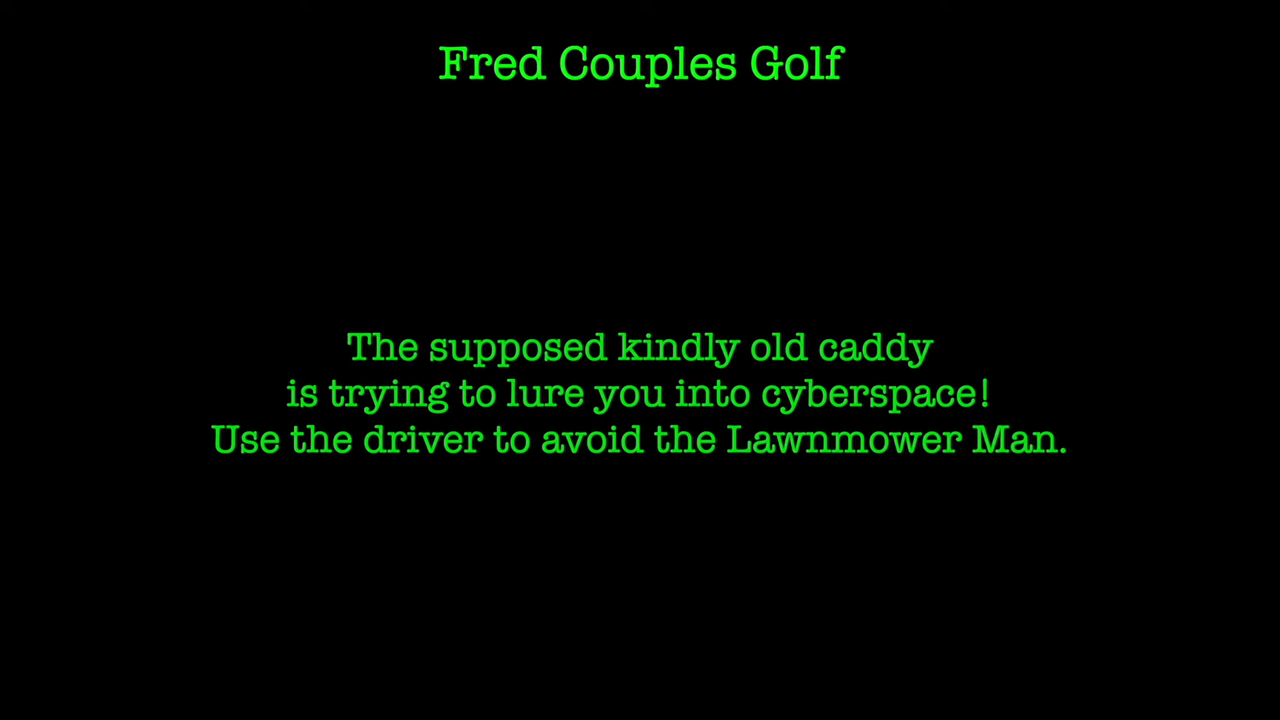 Fred Couples Golf
The supposed kindly old caddy
is trying to lure you into cyberspace!
Use the driver to avoid the Lawnmower Man.